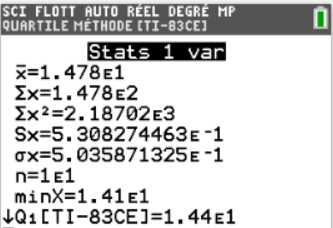 SCI FLOTT AUTO RÉEL DEGRÉ MP
QUARTILE MÉTHODE[TI-83CE]
Stats 1 var
x̄=1.478ᴇ1
Σx=1.478ᴇ2
Σx²=2.18702ᴇ3
Sx=5.308274463ᴇ⁻1
σx=5.035871325ᴇ⁻1
n=1ᴇ1
minX=1.41ᴇ1
↓Q₁[TI-83CE]=1.44ᴇ1